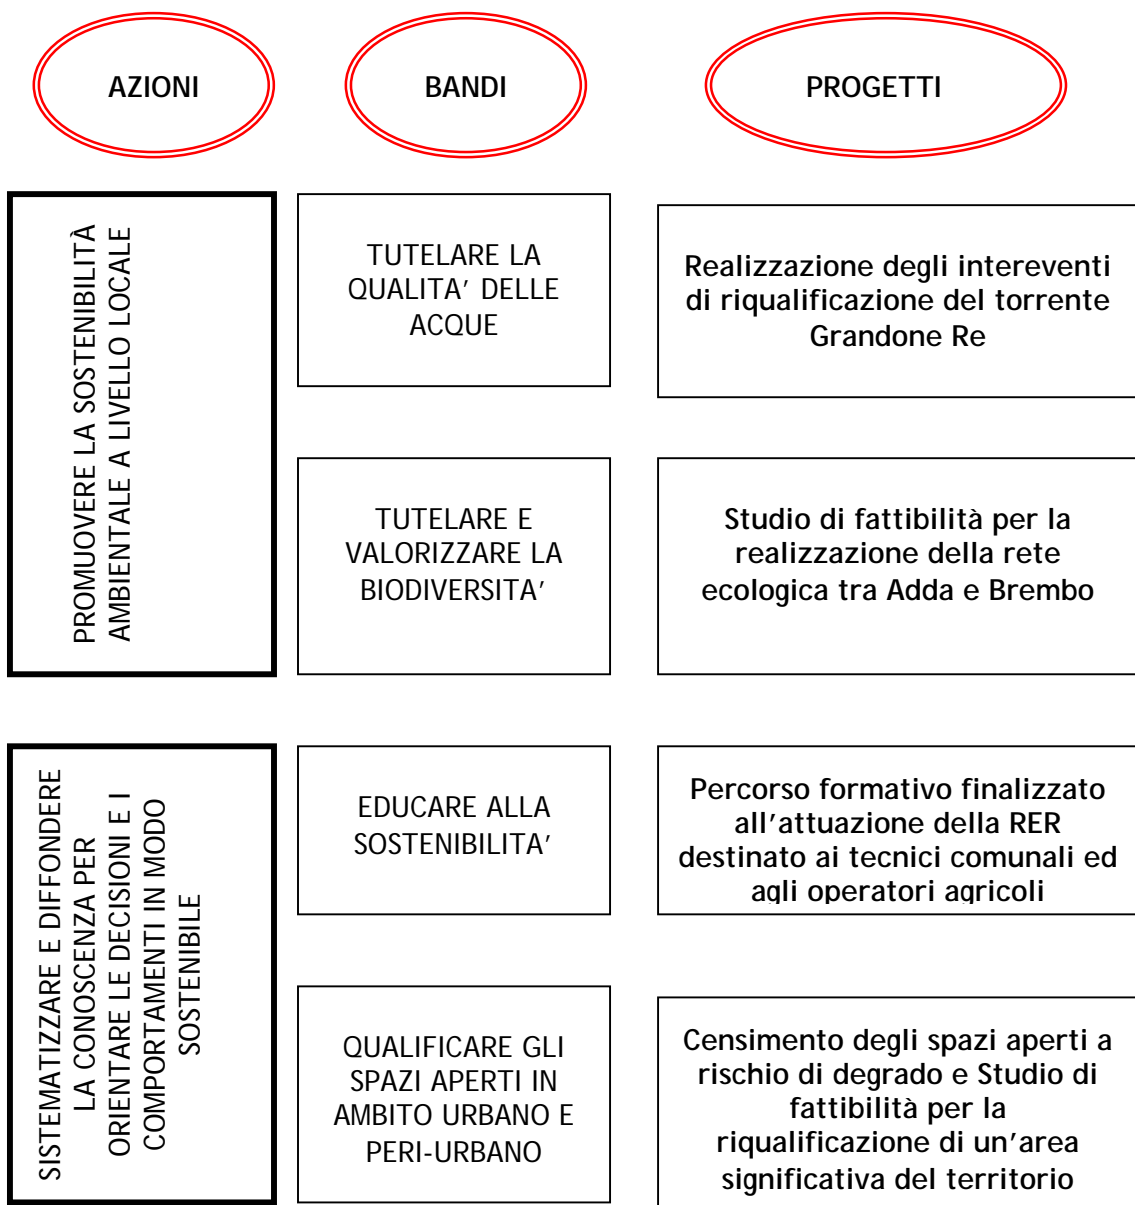 AZIONI
BANDI
PROGETTI
PROMUOVERE LA SOSTENIBILITÀ
AMBIENTALE A LIVELLO LOCALE
TUTELARE LA
QUALITA’ DELLE
ACQUE
Realizzazione degli intereventi
di riqualificazione del torrente
Grandone Re
TUTELARE E
VALORIZZARE LA
BIODIVERSITA’
Studio di fattibilità per la
realizzazione della rete
ecologica tra Adda e Brembo
SISTEMATIZZARE E DIFFONDERE
LA CONOSCENZA PER
ORIENTARE LE DECISIONI E I
COMPORTAMENTI IN MODO
SOSTENIBILE
EDUCARE ALLA
SOSTENIBILITA’
Percorso formativo finalizzato
all’attuazione della RER
destinato ai tecnici comunali ed
agli operatori agricoli
QUALIFICARE GLI
SPAZI APERTI IN
AMBITO URBANO E
PERI-URBANO
Censimento degli spazi aperti a
rischio di degrado e Studio di
fattibilità per la
riqualificazione di un’area
significativa del territorio